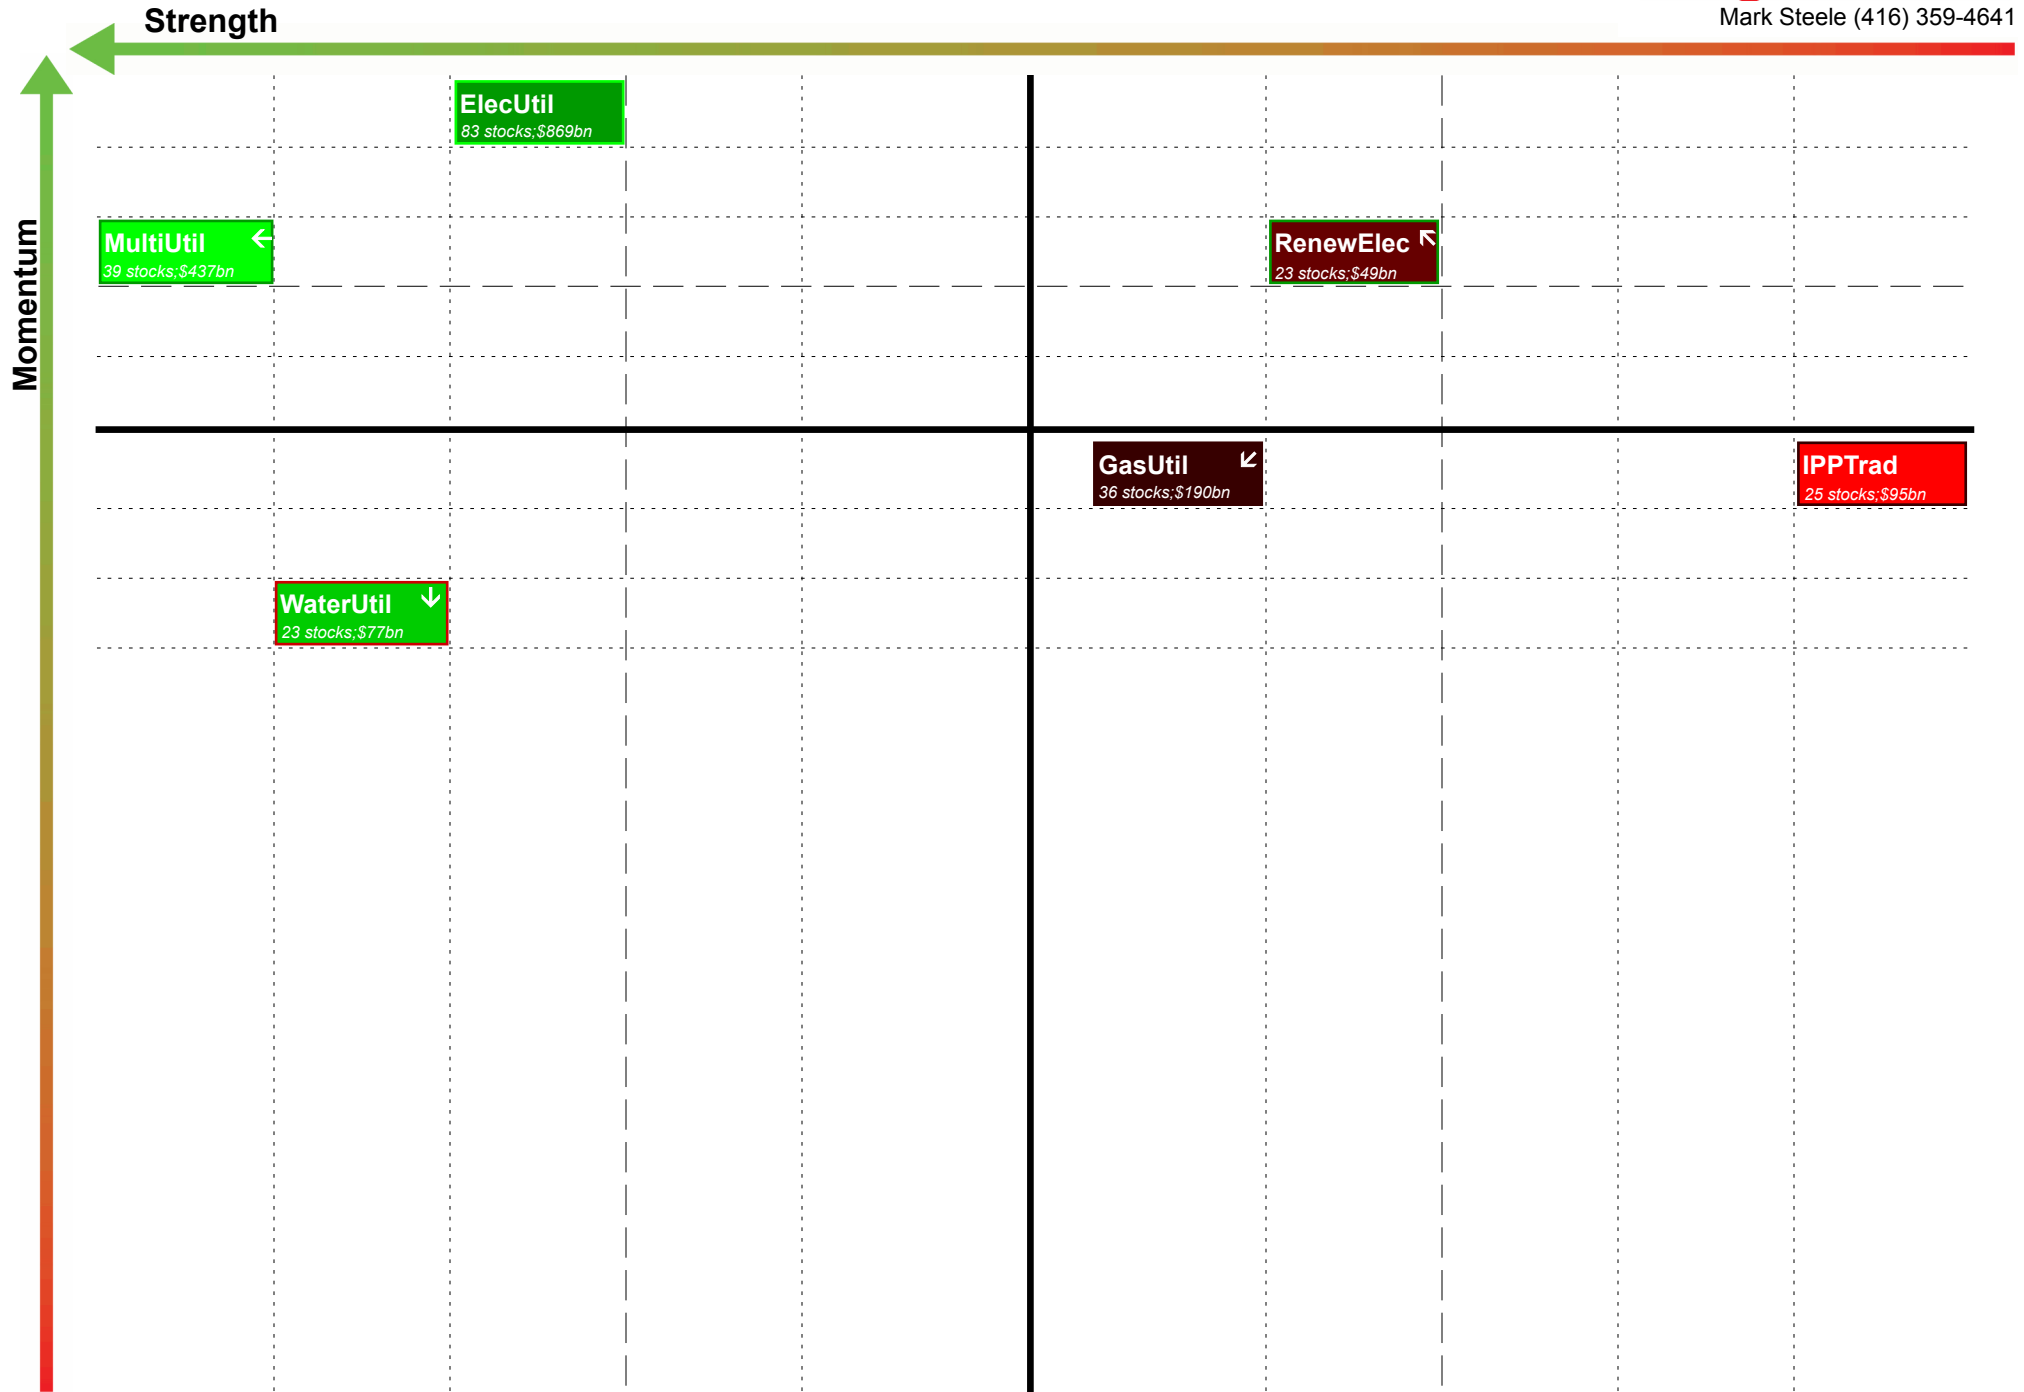 Strength
Mark Steele (416) 359-4641
Momentum
ElecUtil
83 stocks;$869bn
MultiUtil
39 stocks;$437bn
RenewElec
23 stocks;$49bn
GasUtil
36 stocks;$190bn
IPPTrad
25 stocks;$95bn
WaterUtil
23 stocks;$77bn